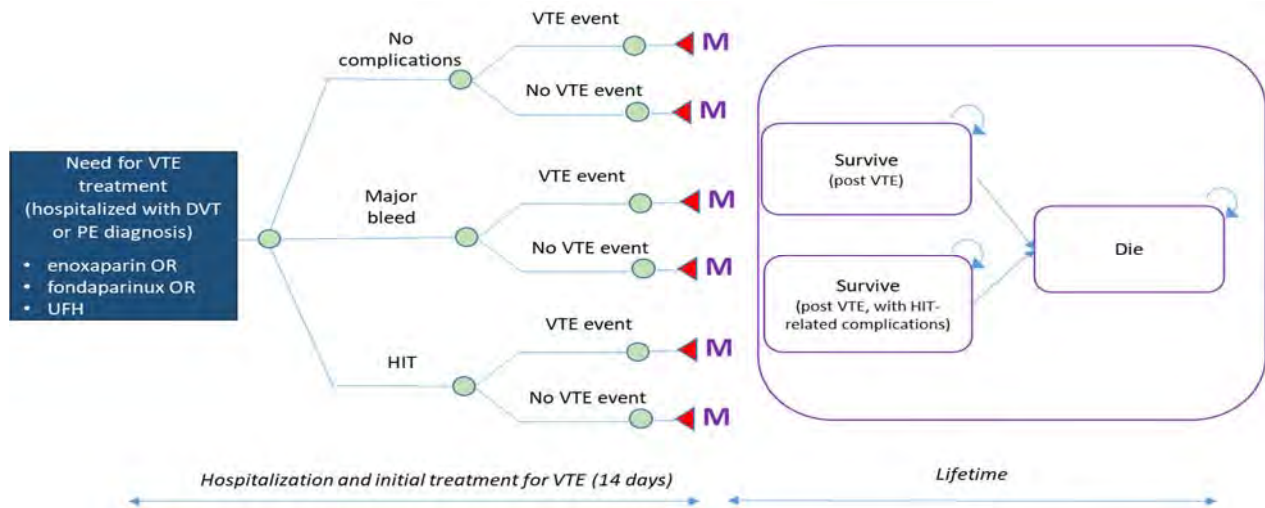 Need for VTE
treatment
(hospitalized with DVT
or PE diagnosis)
• enoxaparin OR
• fondaparinux OR
• UFH
No
complications
VTE event
M
No VTE event
M
Major
bleed
VTE event
M
No VTE event
M
HIT
VTE event
M
No VTE event
M
Survive
(post VTE)
Survive
(post VTE, with HIT-
related complications)
Die
Hospitalization and initial treatment for VTE (14 days)
Lifetime